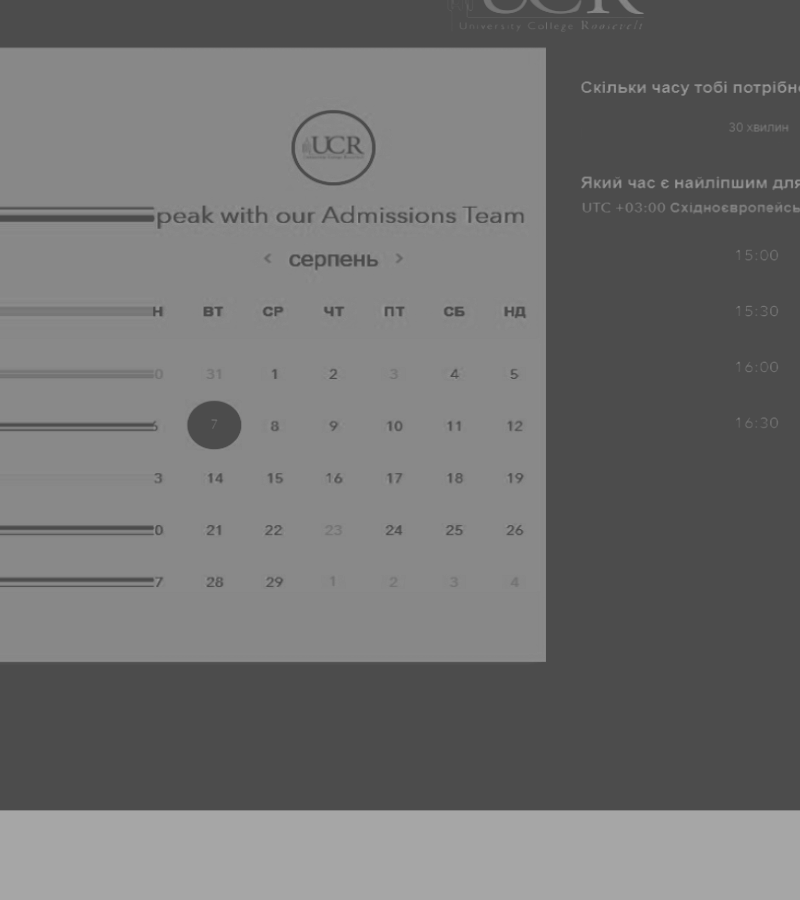 UCR
University College Roosevelt
UCR
peak with our Admissions Team
‹ серпень ›
Н ВТ СР ЧТ ПТ СБ НД
0 31 1 2 3 4 5
6 7 8 9 10 11 12
3 14 15 16 17 18 19
0 21 22 23 24 25 26
7 28 29 1 2 3 4
Скільки часу тобі потрібн
30 хвилин
Який час є найліпшим для
UTC +03:00 Східноєвропейсь
15:00
15:30
16:00
16:30